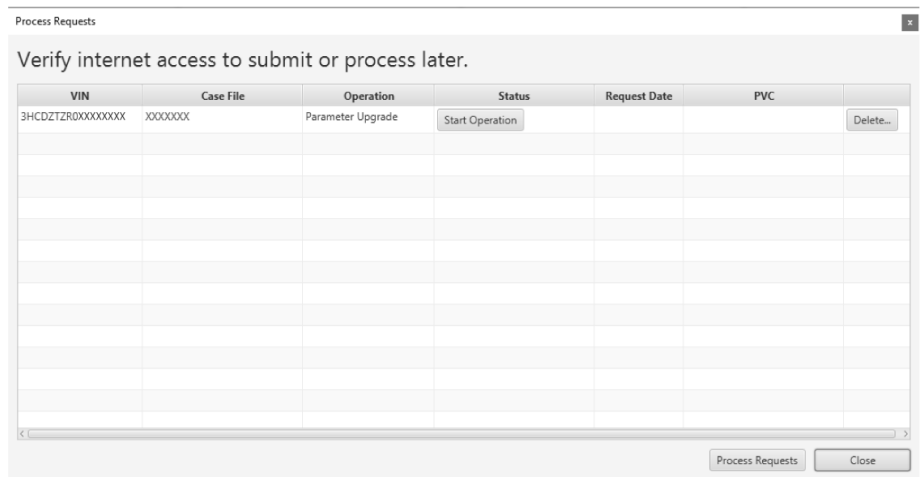 Process Requests
x
Verify internet access to submit or process later.
VIN Case File Operation Status Request Date PVC
3HCDZTZR0XXXXXXXX XXXXXXX Parameter Upgrade Start Operation Delete...
Process Requests Close